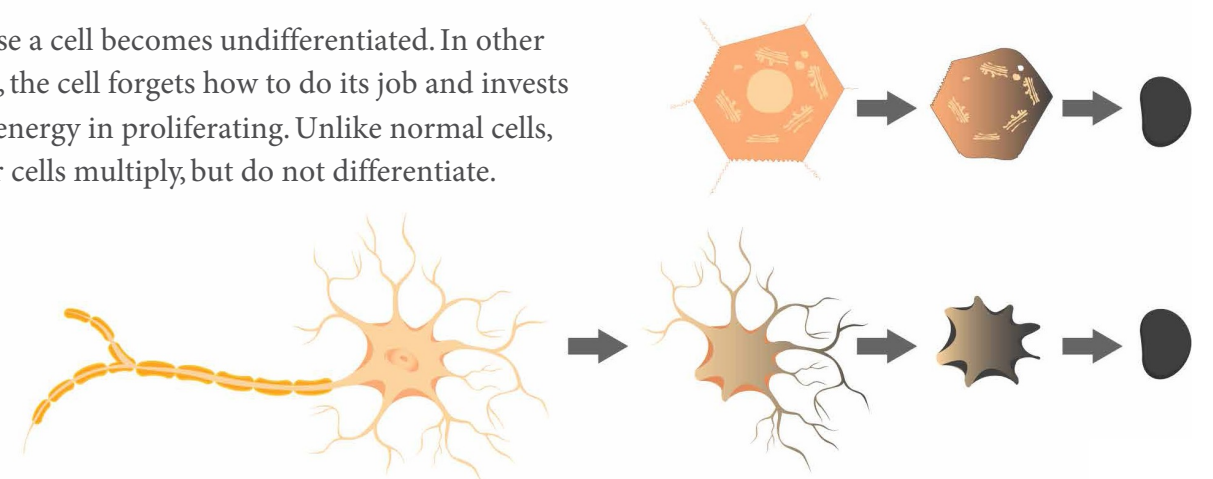 se a cell becomes undifferentiated. In other
, the cell forgets how to do its job and invests
energy in proliferating. Unlike normal cells,
r cells multiply, but do not differentiate.